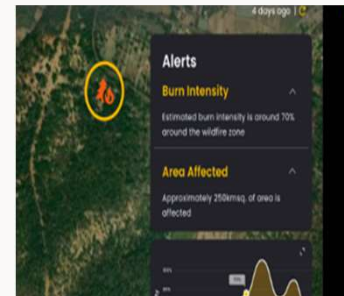 4 days ago
Alerts
Burn Intensity
Estimated burn intensity is around 70%
around the wildfire zone
Area Affected
Approximately 250kmsq. of area is
affected